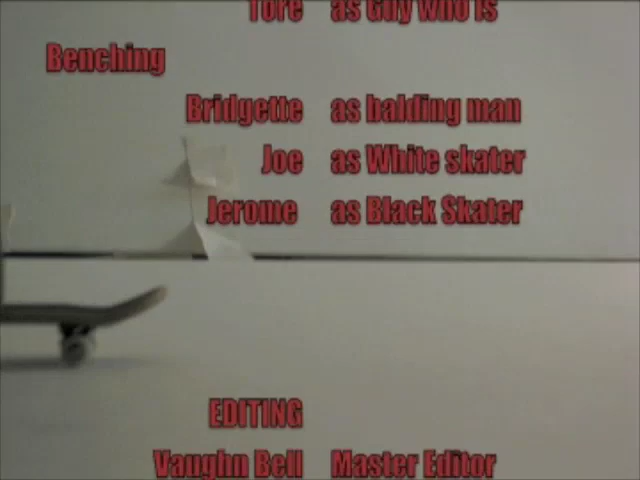 Tore as Guy who is
Benching
Bridgette as balding man
Joe as White skater
Jerome as Black Skater
EDITING
Vaughn Bell Master Editor